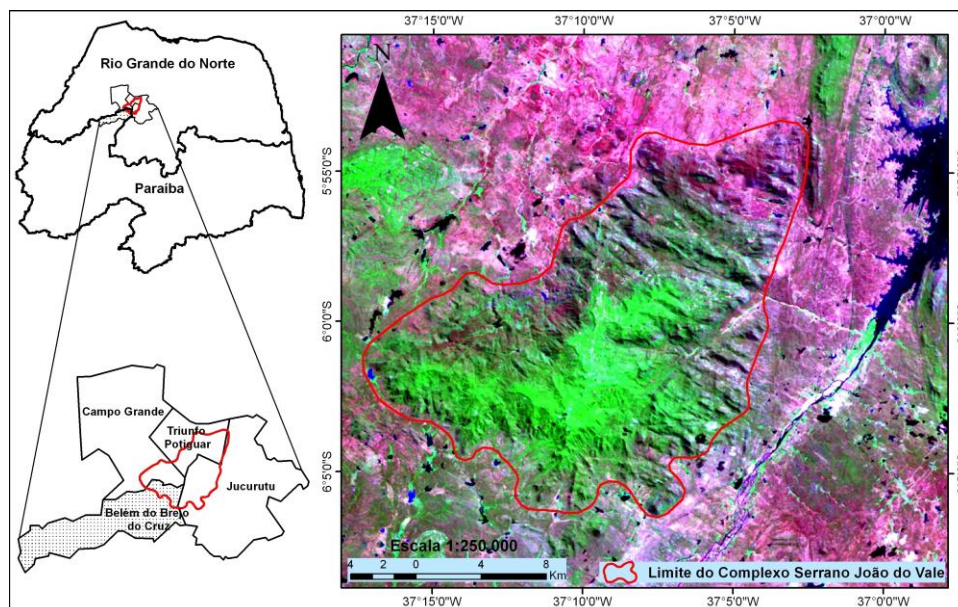 Rio Grande do Norte
Paraíba
Campo Grande
Triunfo
Potiguar
Jucurutu
Belém do Brejo
do Cruz
37°15'0"W 37°10'0"W 37°5'0"W 37°0'0"W
N
5°55'0"S
6°0'0"S
6°5'0"S
Escala 1:250.000
4 2 0 4 8
Km
Limite do Complexo Serrano João do Vale
37°15'0"W 37°10'0"W 37°5'0"W 37°0'0"W